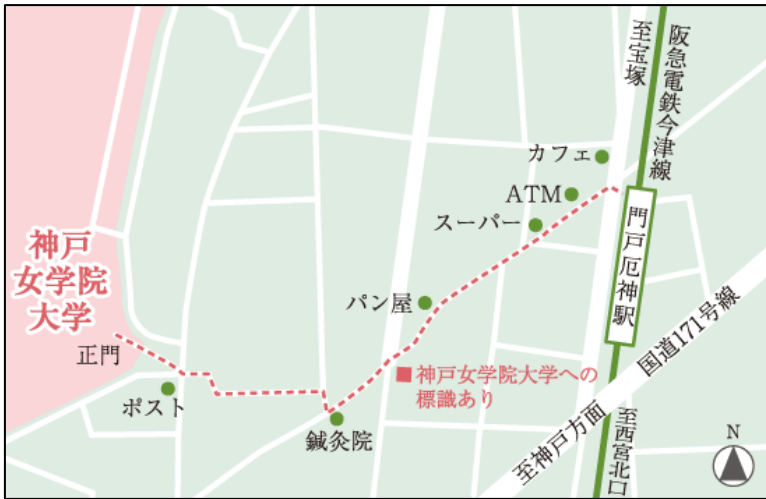 阪急電鉄今津線
至宝塚
カフェ
ATM
スーパー
門戸厄神駅
神戸
女学院
大学
パン屋
国道171号線
正門
■神戸女学院大学への
標識あり
ポスト
鍼灸院
至神戸方面
至西宮北口
N